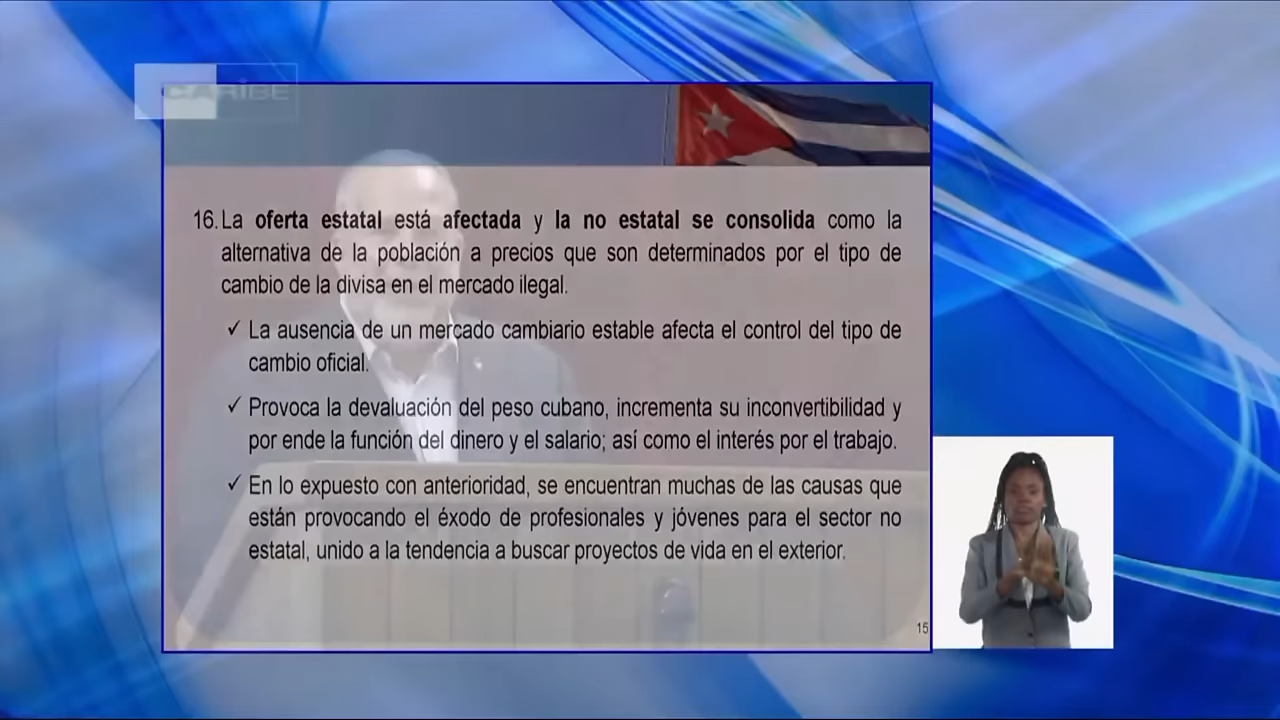 CARIBE
16. La oferta estatal está afectada y la no estatal se consolida como la
alternativa de la población a precios que son determinados por el tipo de
cambio de la divisa en el mercado ilegal.
✓ La ausencia de un mercado cambiario estable afecta el control del tipo de
cambio oficial.
✓ Provoca la devaluación del peso cubano, incrementa su inconvertibilidad y
por ende la función del dinero y el salario; así como el interés por el trabajo.
✓ En lo expuesto con anterioridad, se encuentran muchas de las causas que
están provocando el éxodo de profesionales y jóvenes para el sector no
estatal, unido a la tendencia a buscar proyectos de vida en el exterior.
15